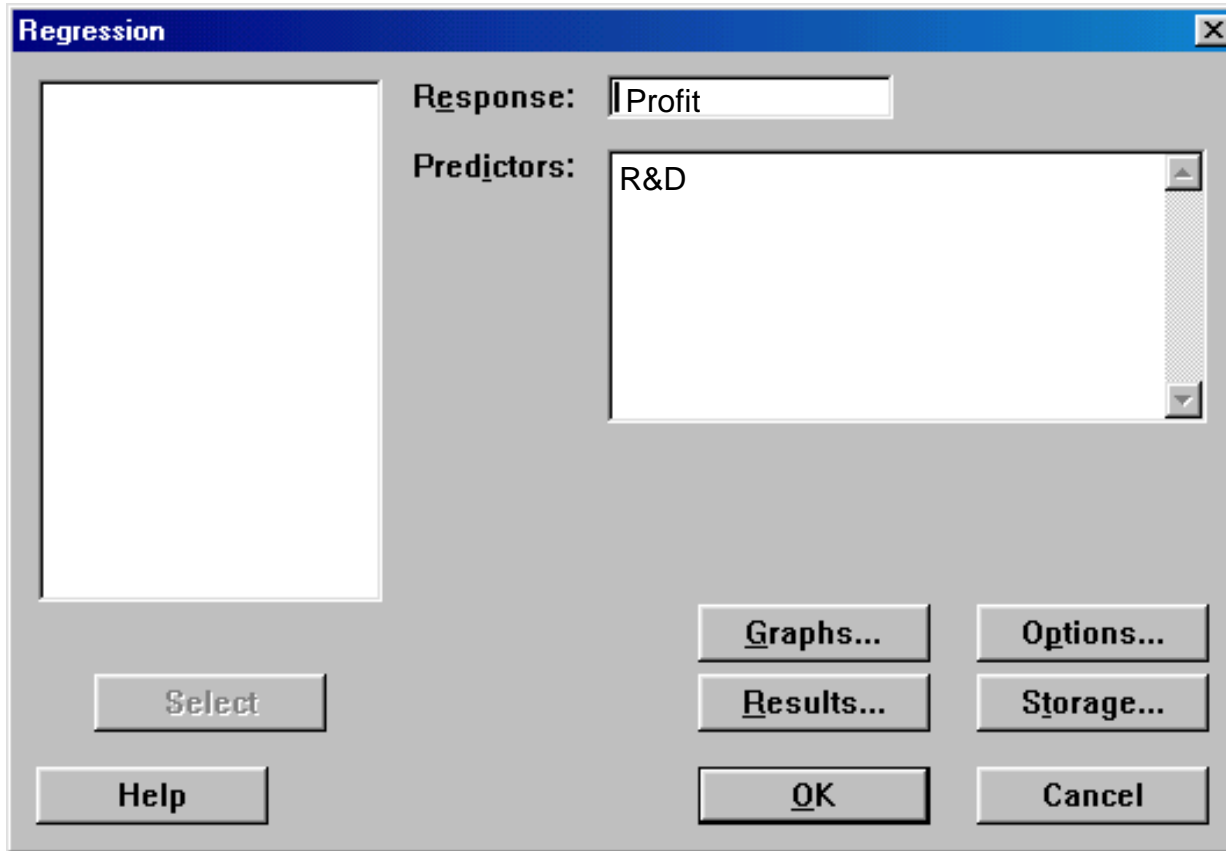 Regression
Response: Profit
Predictors: R&D
Graphs... Options...
Select Results... Storage...
Help OK Cancel